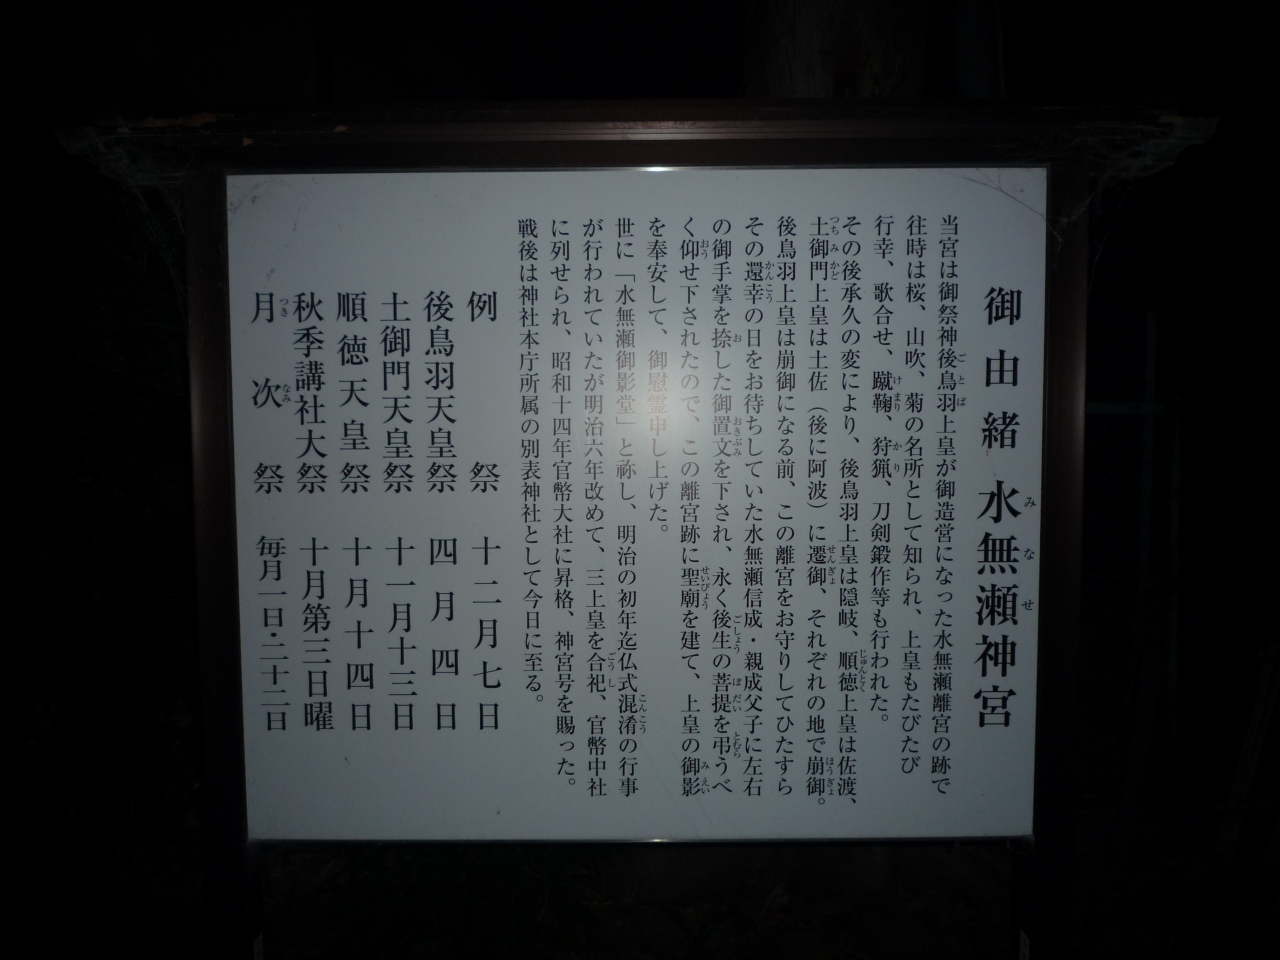 御由緒 水無瀬神宮
当宮は御祭神後鳥羽上皇が御造営になった水無瀬離宮の跡で
往時は桜、山吹、菊の名所として知られ、上皇もたびたび
行幸、歌合せ、蹴鞠、狩猟、刀剣鍛作等も行われた。
その後承久の変により、後鳥羽上皇は隠岐、順徳上皇は佐渡、
土御門上皇は土佐（後に阿波）に遷御、それぞれの地で崩御。
後鳥羽上皇は崩御になる前、この離宮をお守りしてひたすら
その還幸の日をお待ちしていた水無瀬信成・親成父子に左右
の御手掌を捺した御置文を下され、永く後生の菩提を弔うべ
く仰せ下されたので、この離宮跡に聖廟を建て、上皇の御影
を奉安して、御慰霊申し上げた。
世に「水無瀬御影堂」と祢し、明治の初年迄仏式混淆の行事
が行われていたが明治六年改めて、三上皇を合祀、官幣中社
に列せられ、昭和十四年官幣大社に昇格、神宮号を賜った。
戦後は神社本庁所属の別表神社として今日に至る。
例祭 十二月七日
後鳥羽天皇祭 四月四日
土御門天皇祭 十一月十三日
順徳天皇祭 十月十四日
秋季講社大祭 十月第三日曜
月次祭 毎月一日・二十二日